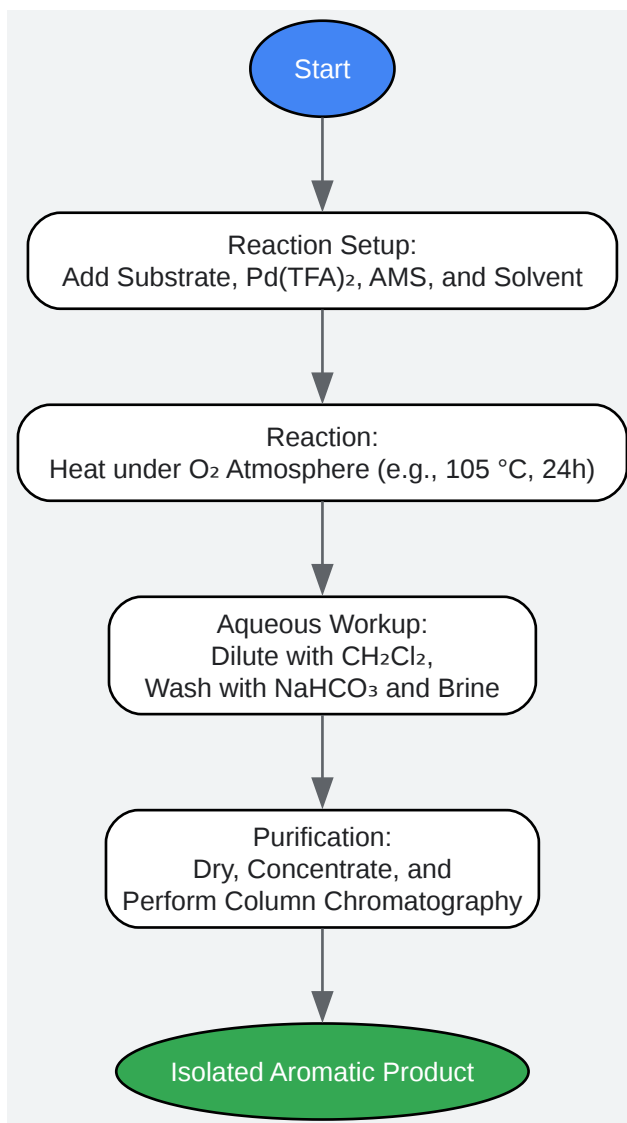 Start
Reaction Setup:
Add Substrate, Pd(TFA)₂, AMS, and Solvent
Reaction:
Heat under O₂ Atmosphere (e.g., 105 °C, 24h)
Aqueous Workup:
Dilute with CH₂Cl₂,
Wash with NaHCO₃ and Brine
Purification:
Dry, Concentrate, and
Perform Column Chromatography
Isolated Aromatic Product